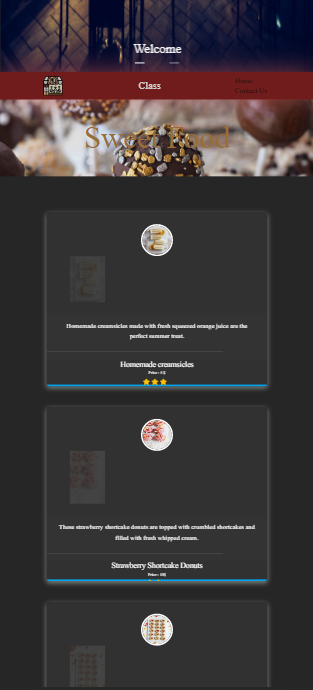 Welcome
Class
Home
Contact Us
Sweet Food
Homemade creamsicles made with fresh squeezed orange juice are the
perfect summer treat.
Homemade creamsicles
Price :
These strawberry shortcake donuts are topped with crumbled shortcakes and
filled with fresh whipped cream.
Strawberry Shortcake Donuts
Price :